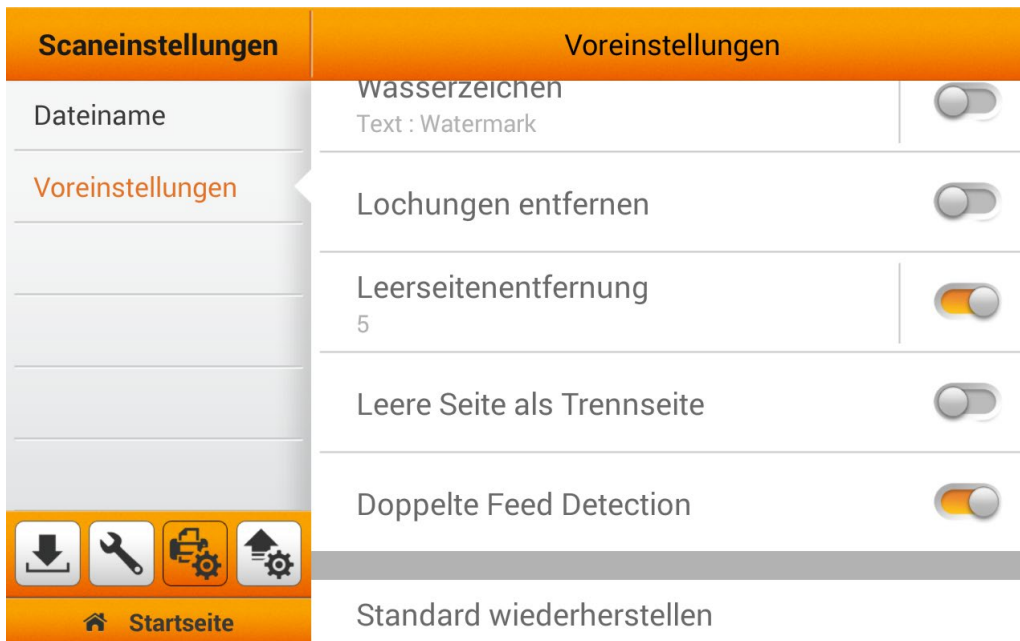 Scaneinstellungen
Voreinstellungen
Dateiname
Voreinstellungen
Startseite
Wasserzeichen
Text : Watermark
Lochungen entfernen
Leerseitenentfernung
5
Leere Seite als Trennseite
Doppelte Feed Detection
Standard wiederherstellen